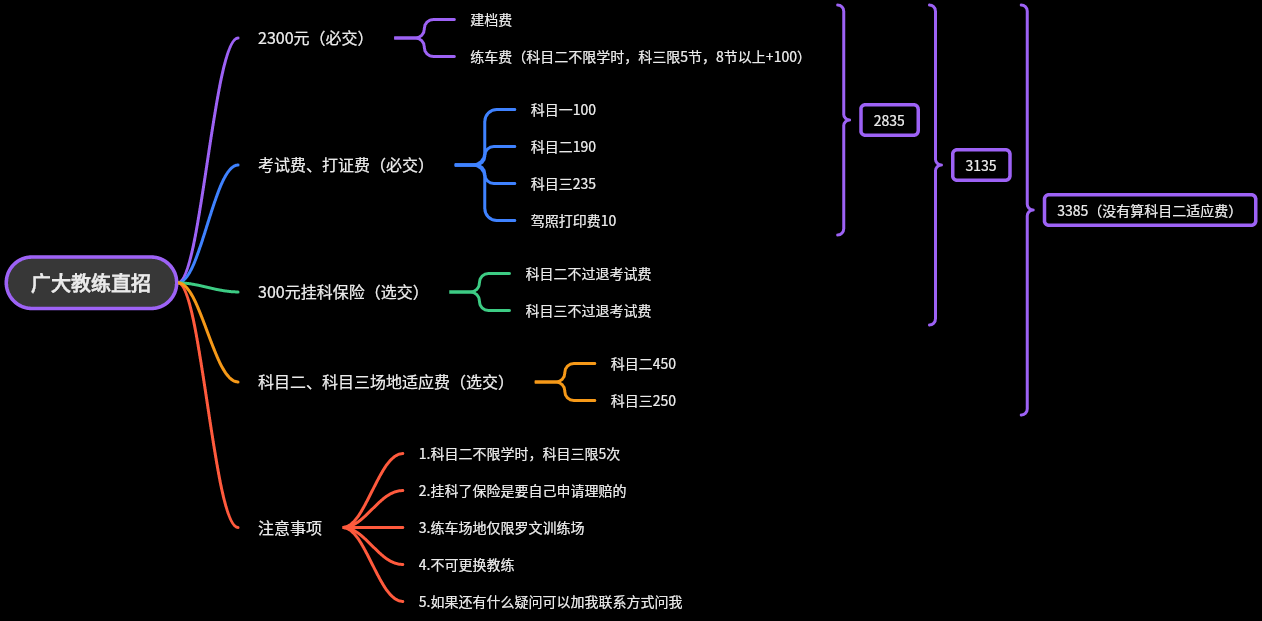 广大教练直招
2300元（必交）
建档费
练车费（科目二不限学时，科三限5节，8节以上+100）
考试费、打证费（必交）
科目一100
科目二190
科目三235
驾照打印费10
2835
300元挂科保险（选交）
科目二不过退考试费
科目三不过退考试费
3135
科目二、科目三场地适应费（选交）
科目二450
科目三250
3385（没有算科目二适应费）
注意事项
1.科目二不限学时，科目三限5次
2.挂科了保险是要自己申请理赔的
3.练车场地仅限罗文训练场
4.不可更换教练
5.如果还有什么疑问可以加我联系方式问我